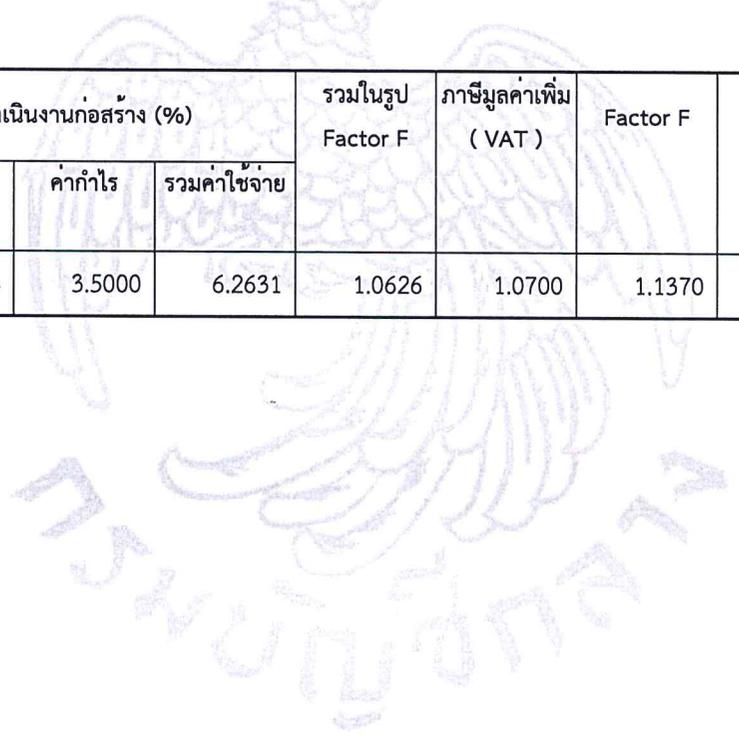 เนินงานก่อสร้าง (%)
รวมในรูป
Factor F
ภาษีมูลค่าเพิ่ม
( VAT )
Factor F
ค่ากำไร
รวมค่าใช้จ่าย
3.5000
6.2631
1.0626
1.0700
1.1370
กรมบัญชีกลาง